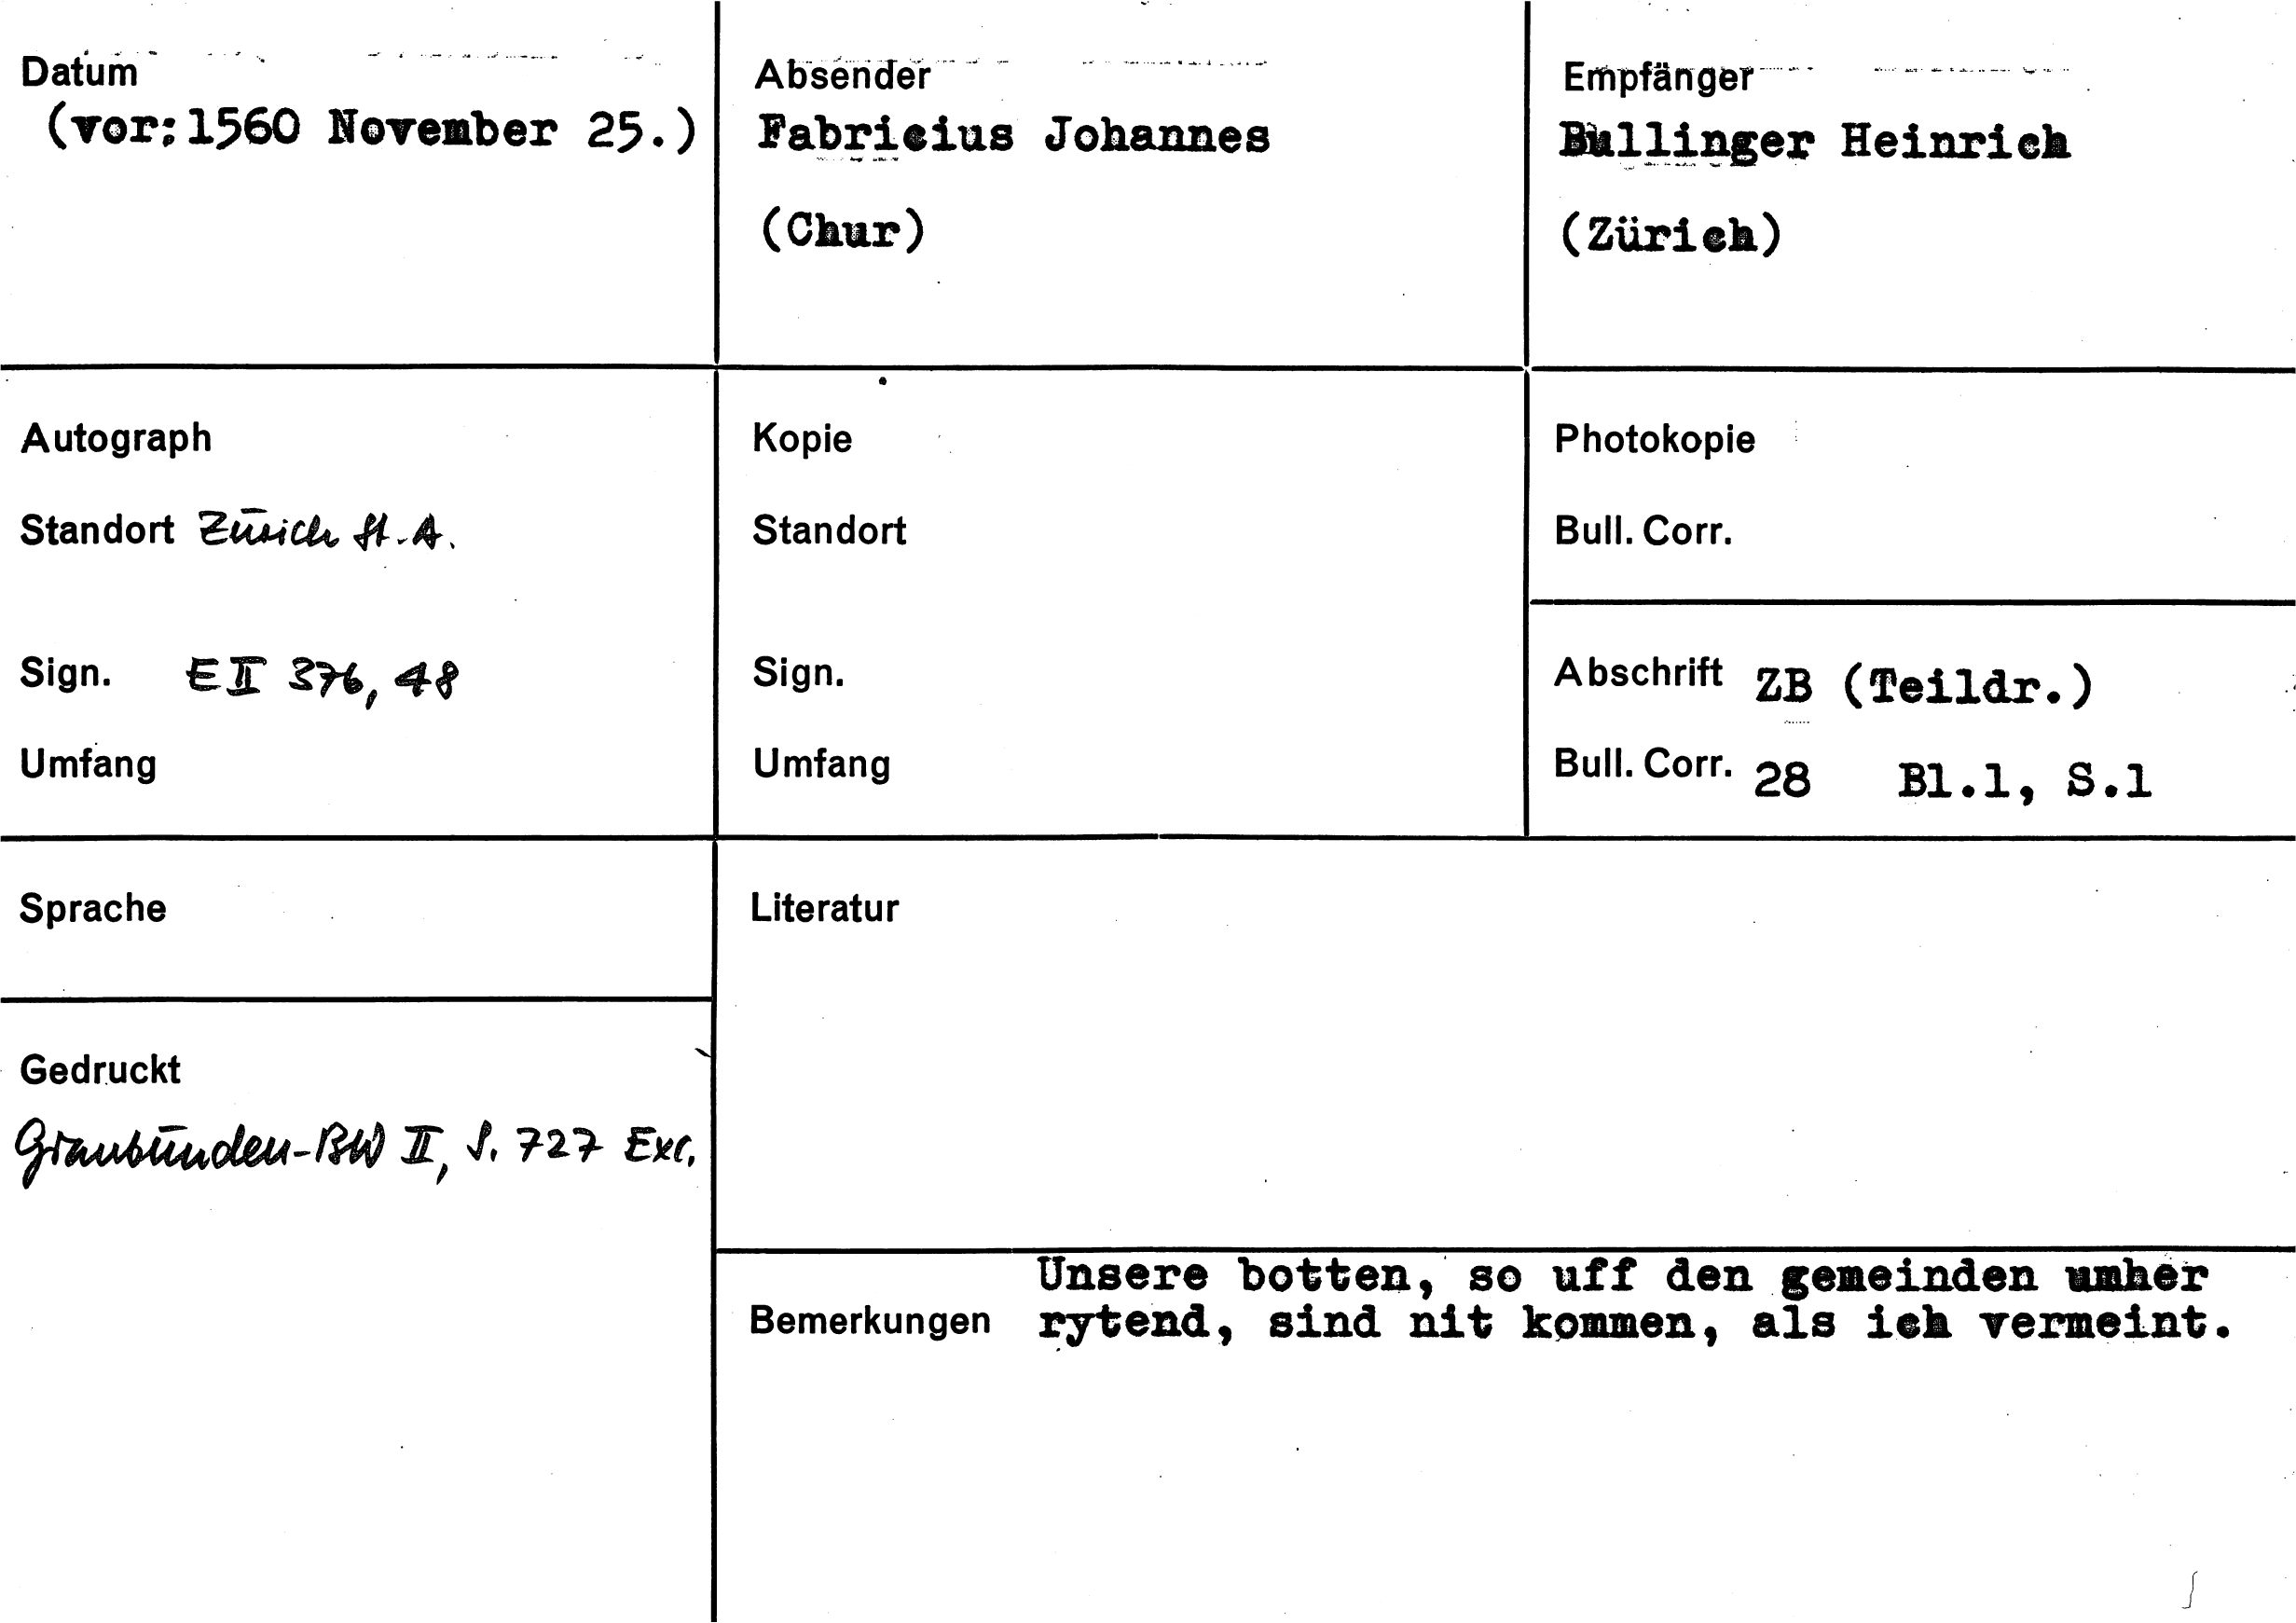 Datum
(vor:1560 November 25.)
Absender
Fabricius Johannes
(Chur)
Empfänger
Bullinger Heinrich
(Zürich)
Autograph
Standort Zürich St.A.
Sign. E II 376, 48
Umfang
Kopie
Standort
Sign.
Umfang
Photokopie
Bull. Corr.
Abschrift ZB (Teildr.)
Bull. Corr. 28 Bl.1, S.1
Sprache
Gedruckt
Graubünden-BW II, S. 727 Exc.
Literatur
Bemerkungen
Unsere botten, so uff den gemeinden umher
rytend, sind nit kommen, als ich vermeint.